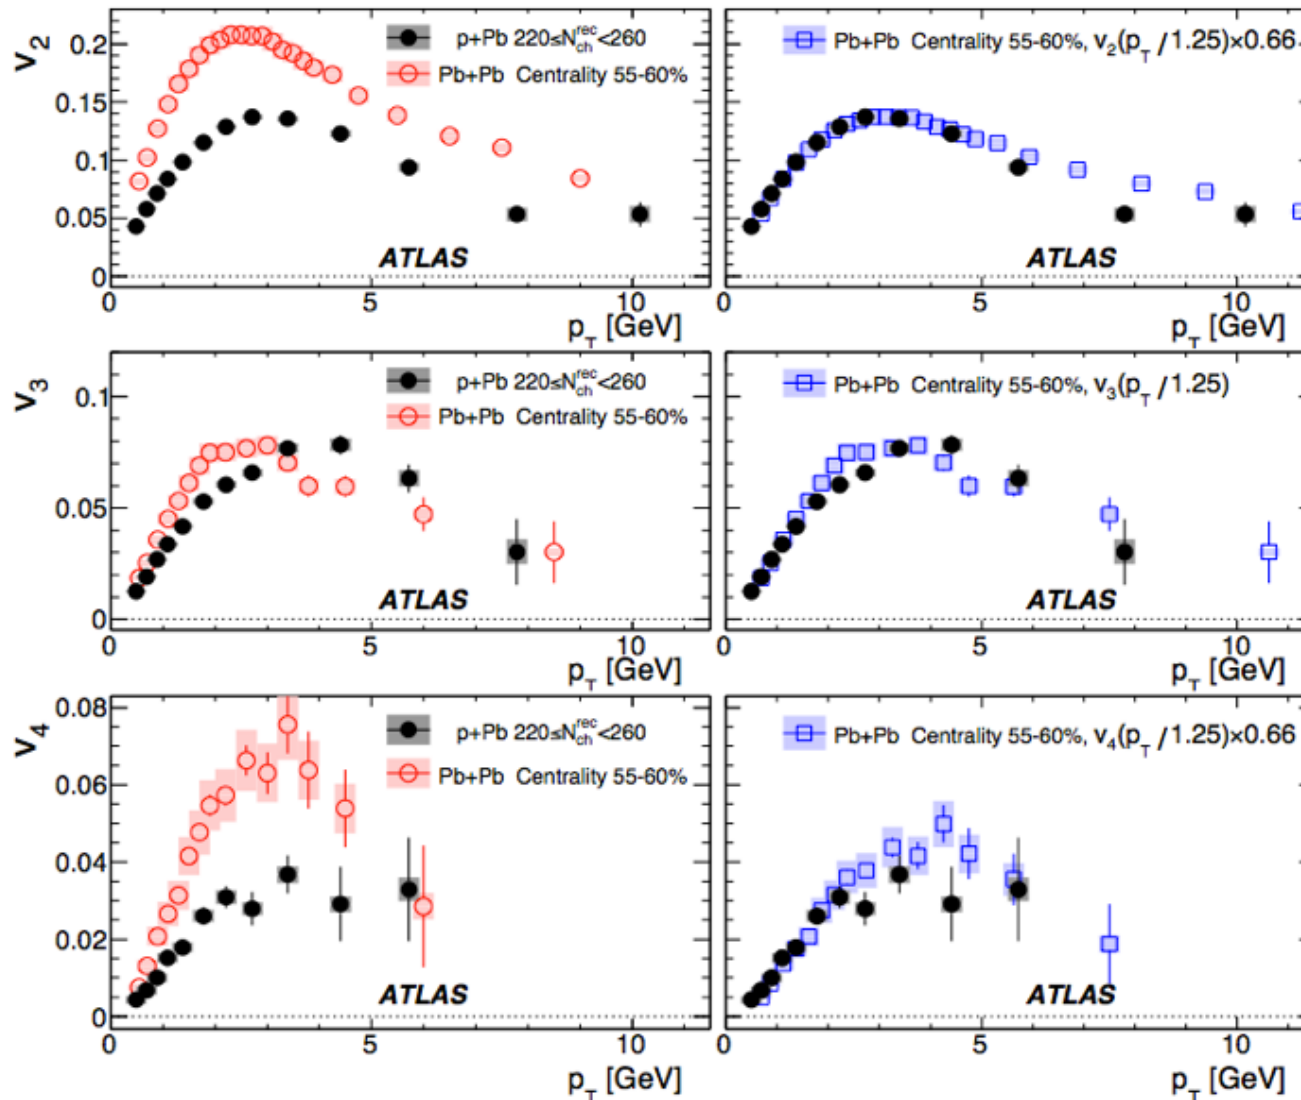 v₂
0.2
0.15
0.1
0.05
0
p+Pb 220≤N_ch^rec<260
Pb+Pb Centrality 55-60%
ATLAS
0 5 10
p_T [GeV]
Pb+Pb Centrality 55-60%, v₂(p_T / 1.25)×0.66
ATLAS
0 5 10
p_T [GeV]
v₃
0.1
0.05
0
p+Pb 220≤N_ch^rec<260
Pb+Pb Centrality 55-60%
ATLAS
0 5 10
p_T [GeV]
Pb+Pb Centrality 55-60%, v₃(p_T / 1.25)
ATLAS
0 5 10
p_T [GeV]
v₄
0.08
0.06
0.04
0.02
0
p+Pb 220≤N_ch^rec<260
Pb+Pb Centrality 55-60%
ATLAS
0 5 10
p_T [GeV]
Pb+Pb Centrality 55-60%, v₄(p_T / 1.25)×0.66
ATLAS
0 5 10
p_T [GeV]